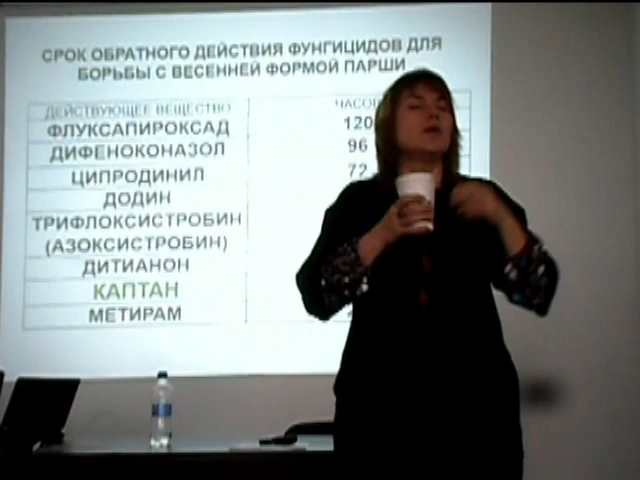 СРОК ОБРАТНОГО ДЕЙСТВИЯ ФУНГИЦИДОВ ДЛЯ
БОРЬБЫ С ВЕСЕННЕЙ ФОРМОЙ ПАРШИ
ДЕЙСТВУЮЩЕЕ ВЕЩЕСТВО
ФЛУКСАПИРОКСАД 120
ДИФЕНОКОНАЗОЛ 96
ЦИПРОДИНИЛ 72
ДОДИН
ТРИФЛОКСИСТРОБИН
(АЗОКСИСТРОБИН)
ДИТИАНОН
КАПТАН
МЕТИРАМ